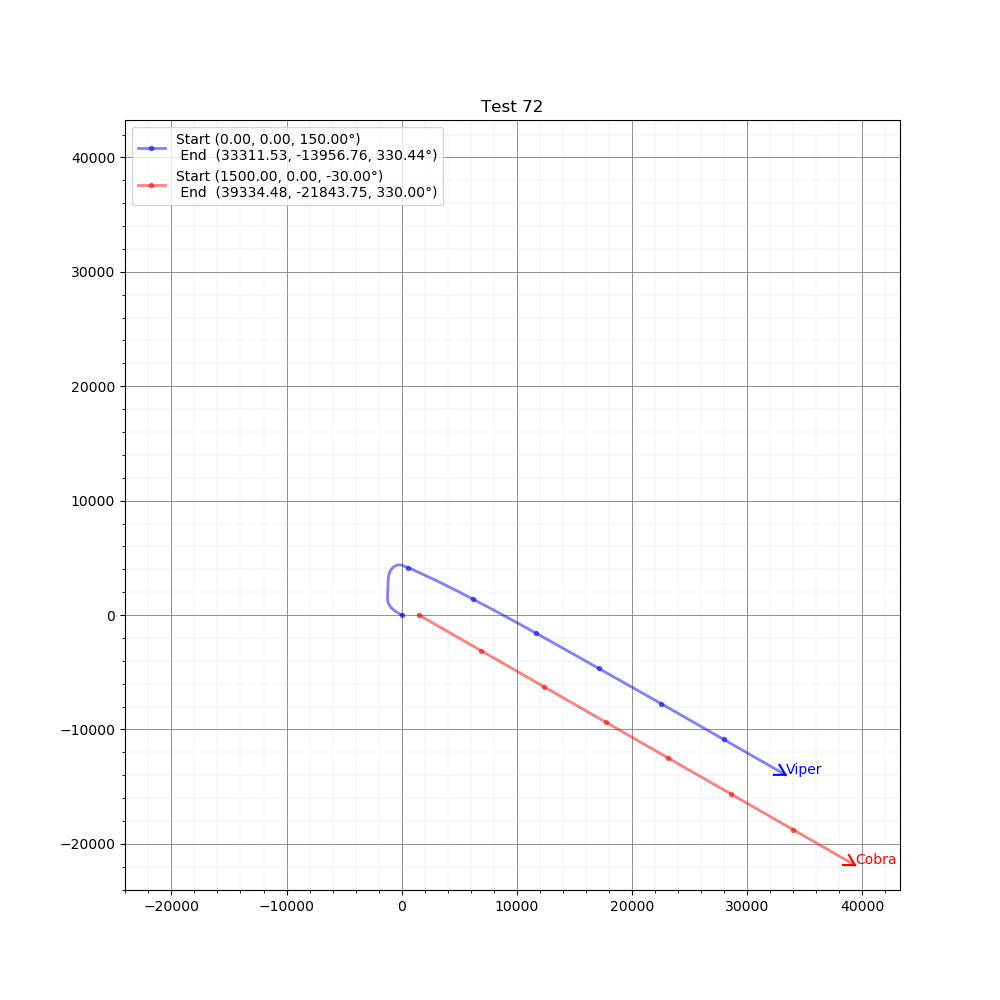 Test 72
Start (0.00, 0.00, 150.00°)
End (33311.53, -13956.76, 330.44°)
Start (1500.00, 0.00, -30.00°)
End (39334.48, -21843.75, 330.00°)
40000
30000
20000
10000
0
−10000
−20000
Viper
Cobra
−20000 −10000 0 10000 20000 30000 40000